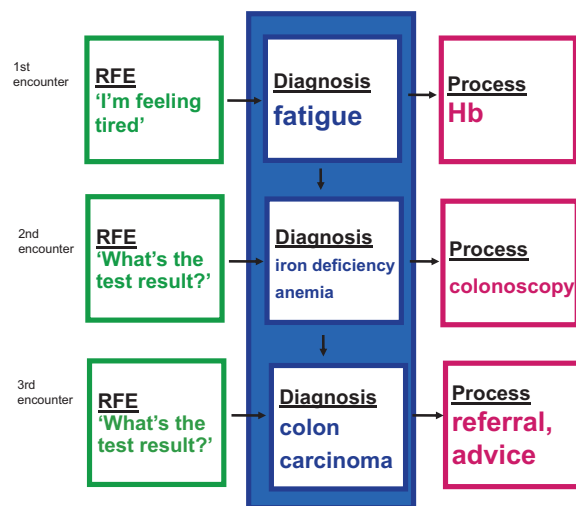 1st
encounter
RFE
‘I’m feeling
tired’
Diagnosis
fatigue
Process
Hb
2nd
encounter
RFE
‘What’s the
test result?’
Diagnosis
iron deficiency
anemia
Process
colonoscopy
3rd
encounter
RFE
‘What’s the
test result?’
Diagnosis
colon
carcinoma
Process
referral,
advice